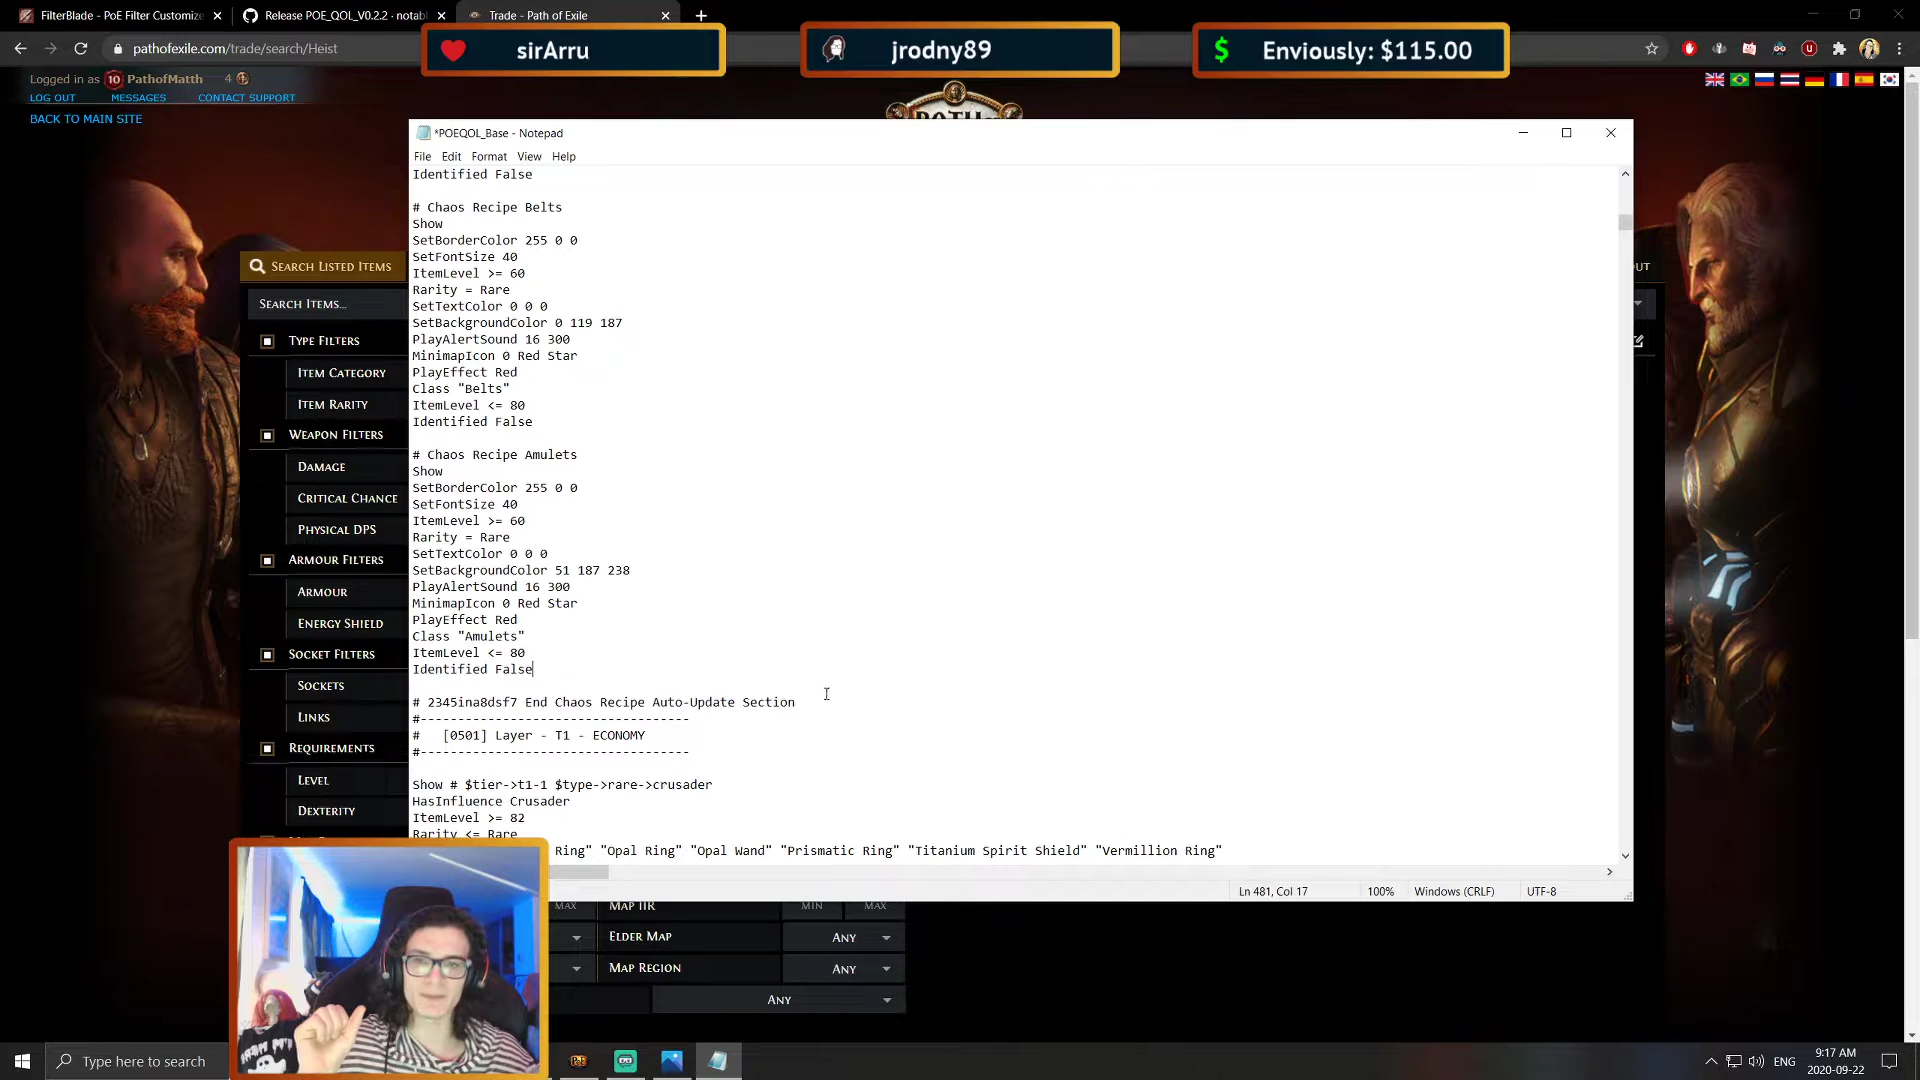 FilterBlade - PoE Filter Customize
Release POE_QOL_V0.2.2 · notabl
Trade - Path of Exile
pathofexile.com/trade/search/Heist
sirArru
jrodny89
Enviously: $115.00
Logged in as 10 PathofMatth 4
LOG OUT MESSAGES CONTACT SUPPORT
BACK TO MAIN SITE
*POEQOL_Base - Notepad
File Edit Format View Help
Identified False
# Chaos Recipe Belts
Show
SetBorderColor 255 0 0
SetFontSize 40
ItemLevel >= 60
Rarity = Rare
SetTextColor 0 0 0
SetBackgroundColor 0 119 187
PlayAlertSound 16 300
MinimapIcon 0 Red Star
PlayEffect Red
Class "Belts"
ItemLevel <= 80
Identified False
# Chaos Recipe Amulets
Show
SetBorderColor 255 0 0
SetFontSize 40
ItemLevel >= 60
Rarity = Rare
SetTextColor 0 0 0
SetBackgroundColor 51 187 238
PlayAlertSound 16 300
MinimapIcon 0 Red Star
PlayEffect Red
Class "Amulets"
ItemLevel <= 80
Identified False
# 2345ina8dsf7 End Chaos Recipe Auto-Update Section
#------------------------------------
#   [0501] Layer - T1 - ECONOMY
#------------------------------------
Show # $tier->t1-1 $type->rare->crusader
HasInfluence Crusader
ItemLevel >= 82
Rarity <= Rare
Ring" "Opal Ring" "Opal Wand" "Prismatic Ring" "Titanium Spirit Shield" "Vermillion Ring"
Ln 481, Col 17 100% Windows (CRLF) UTF-8
SEARCH LISTED ITEMS
SEARCH ITEMS...
TYPE FILTERS
ITEM CATEGORY
ITEM RARITY
WEAPON FILTERS
DAMAGE
CRITICAL CHANCE
PHYSICAL DPS
ARMOUR FILTERS
ARMOUR
ENERGY SHIELD
SOCKET FILTERS
SOCKETS
LINKS
REQUIREMENTS
LEVEL
DEXTERITY
OUT
MAX MAP IIR MIN MAX
ELDER MAP ANY
MAP REGION ANY
ANY
Type here to search
ENG
9:17 AM
2020-09-22